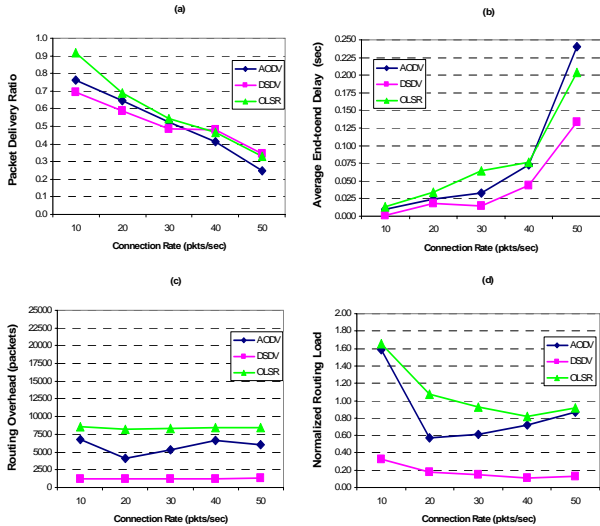 (a)
Packet Delivery Ratio
1.0
0.9
0.8
0.7
0.6
0.5
0.4
0.3
0.2
0.1
0.0
AODV
DSDV
OLSR
10 20 30 40 50
Connection Rate (pkts/sec)
(b)
Average End-toend Delay (sec)
0.250
0.225
0.200
0.175
0.150
0.125
0.100
0.075
0.050
0.025
0.000
AODV
DSDV
OLSR
10 20 30 40 50
Connection Rate (pkts/sec)
(c)
Routing Overhead (packets)
25000
22500
20000
17500
15000
12500
10000
7500
5000
2500
0
AODV
DSDV
OLSR
10 20 30 40 50
Connection Rate (pkts/sec)
(d)
Normalized Routing Load
2.00
1.80
1.60
1.40
1.20
1.00
0.80
0.60
0.40
0.20
0.00
AODV
DSDV
OLSR
10 20 30 40 50
Connection Rate (pkts/sec)